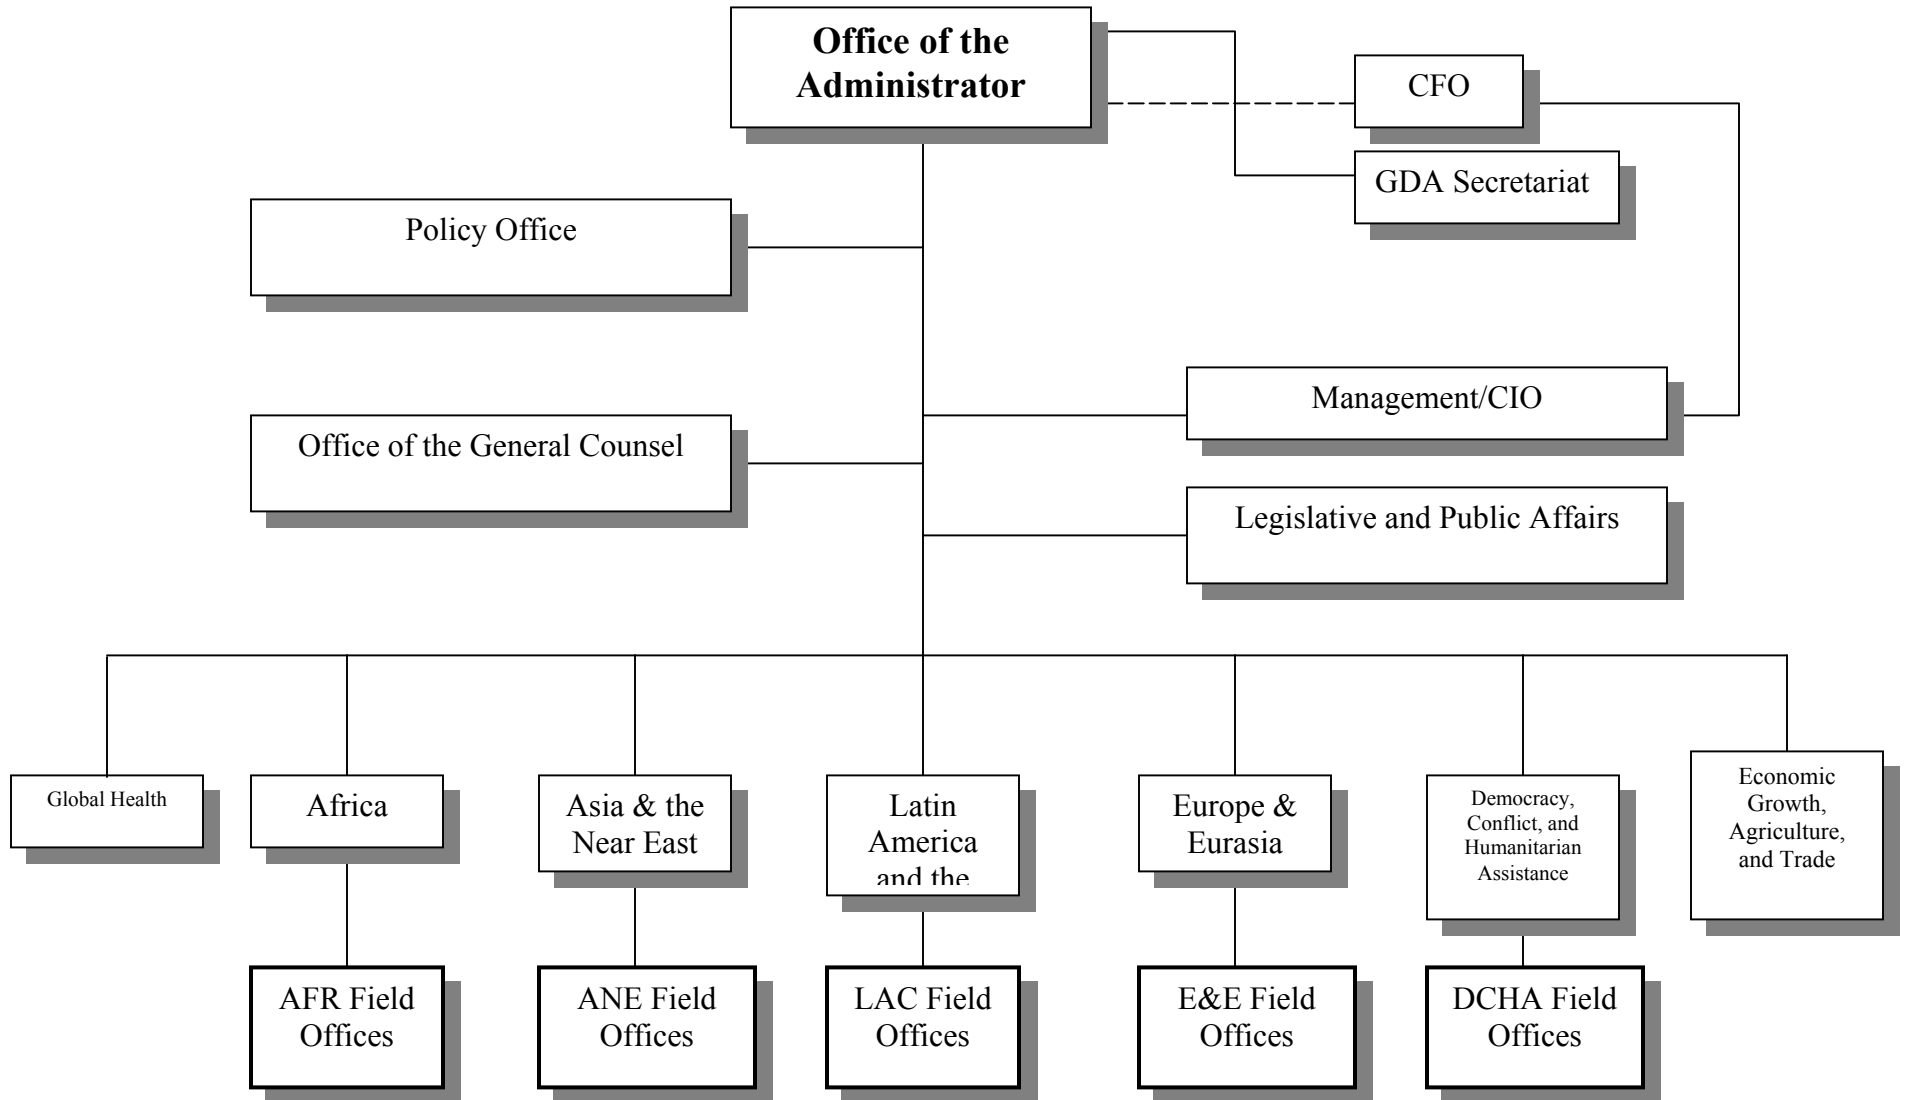 Office of the
Administrator
CFO
GDA Secretariat
Policy Office
Management/CIO
Office of the General Counsel
Legislative and Public Affairs
Global Health
Africa
Asia & the
Near East
Latin
America
and the
Europe &
Eurasia
Democracy,
Conflict, and
Humanitarian
Assistance
Economic
Growth,
Agriculture,
and Trade
AFR Field
Offices
ANE Field
Offices
LAC Field
Offices
E&E Field
Offices
DCHA Field
Offices